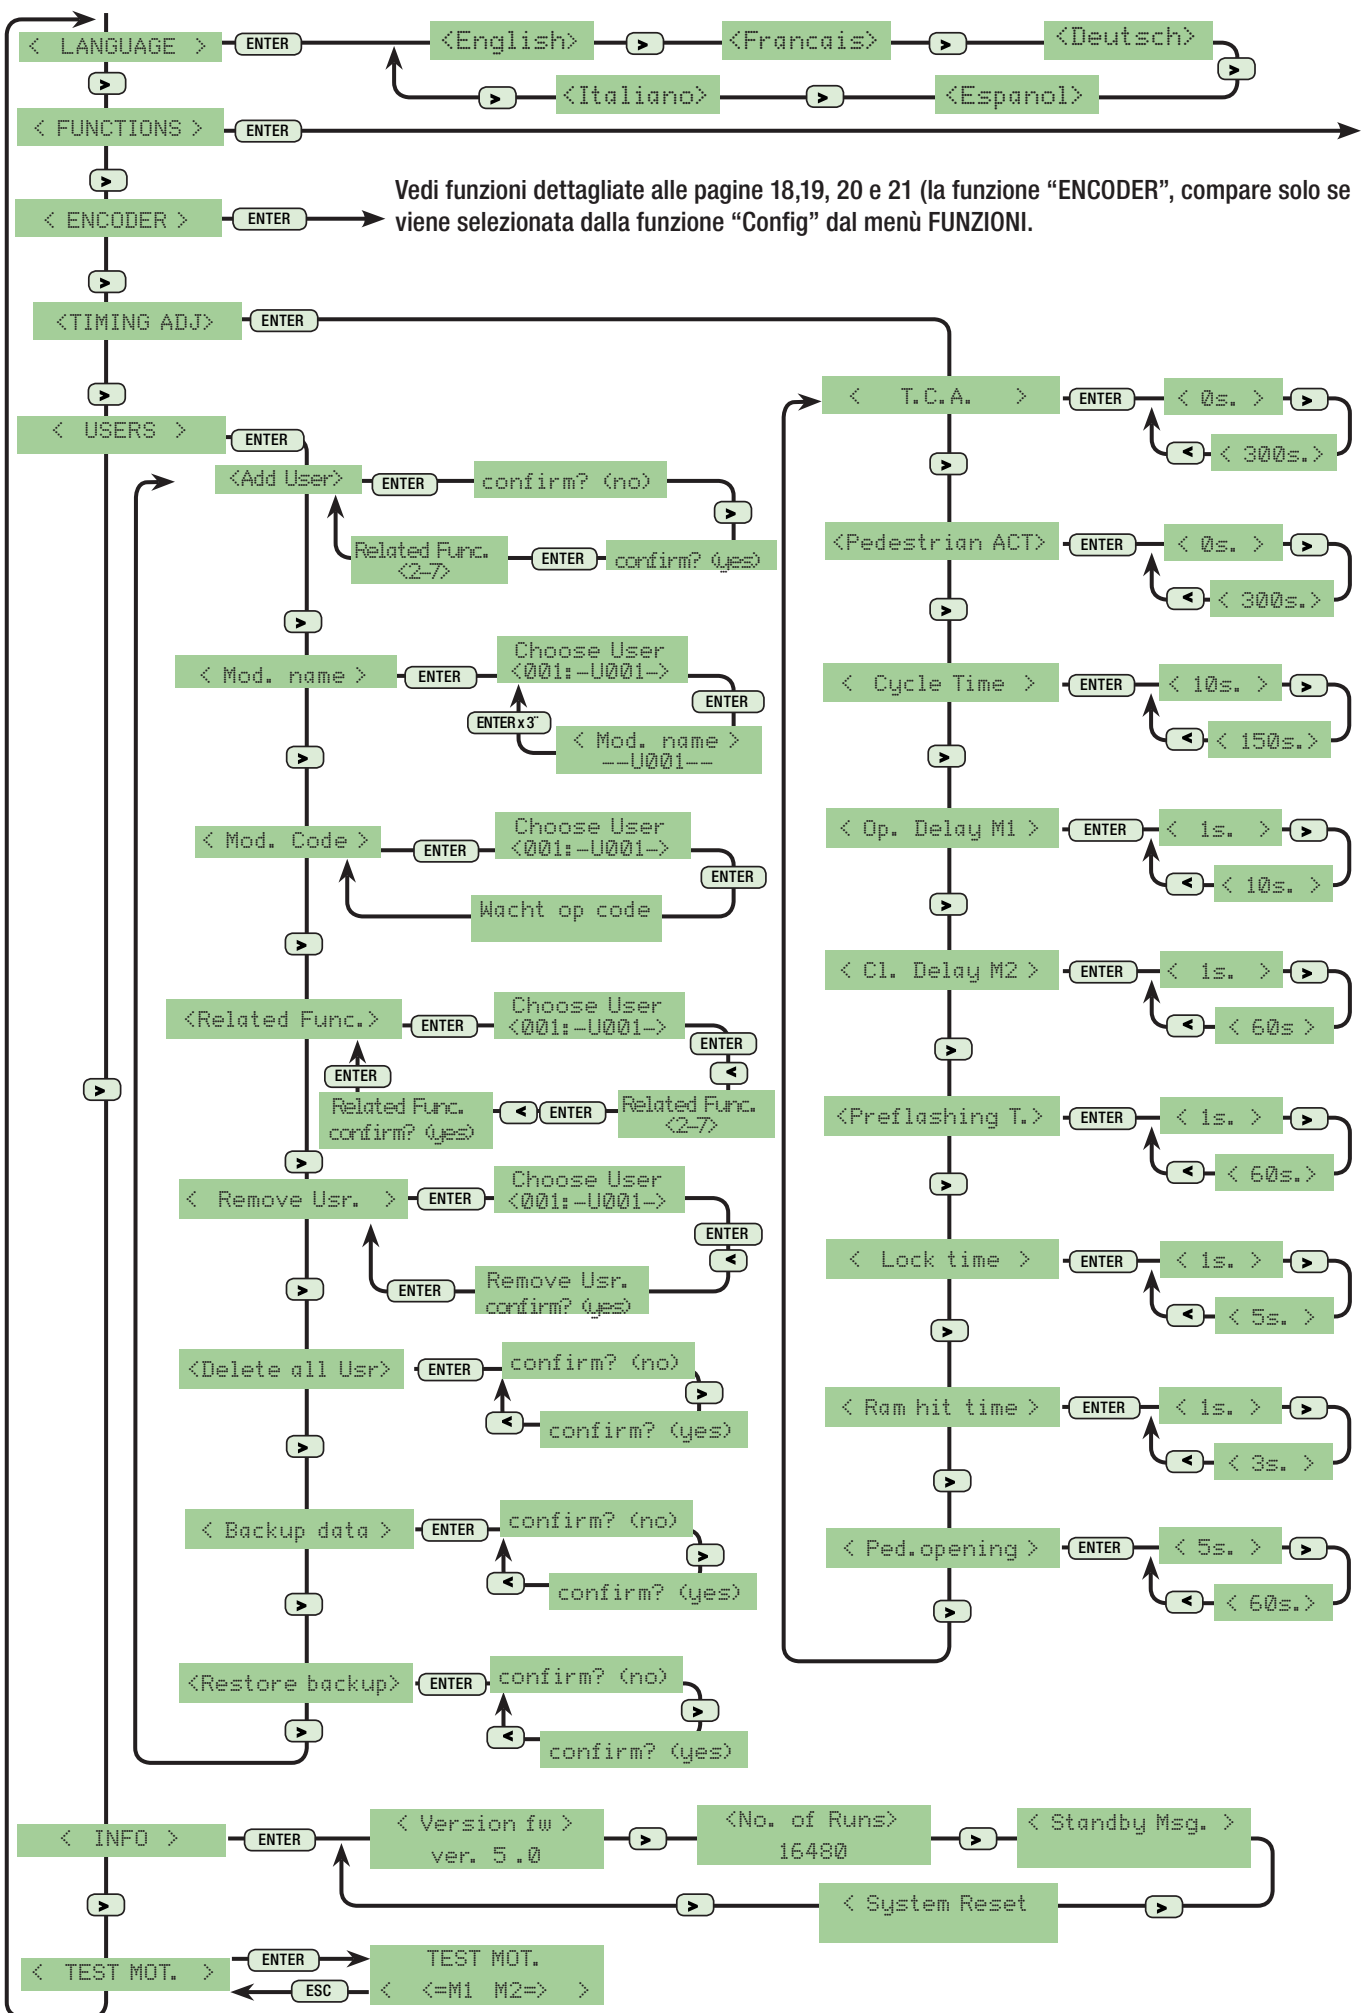 < LANGUAGE > ENTER <English> > <Francais> > <Deutsch>
> >
> <Italiano> > <Espanol>
< FUNCTIONS > ENTER
>
Vedi funzioni dettagliate alle pagine 18,19, 20 e 21 (la funzione “ENCODER”, compare solo se
viene selezionata dalla funzione “Config” dal menù FUNZIONI.
< ENCODER > ENTER
>
<TIMING ADJ> ENTER
>
< USERS > ENTER
<Add User> ENTER confirm? (no)
>
Related Func.
<2-7>
ENTER confirm? (yes)
>
< Mod. name > ENTER
Choose User
<001:-U001->
ENTER
ENTER x 3"
< Mod. name >
--U001--
>
< Mod. Code > ENTER
Choose User
<001:-U001->
ENTER
Wacht op code
>
<Related Func.> ENTER
Choose User
<001:-U001->
ENTER
<
Related Func.
<2-7>
ENTER <
Related Func.
confirm? (yes)
ENTER
>
>
< Remove Usr. > ENTER
Choose User
<001:-U001->
ENTER
<
Remove Usr.
confirm? (yes)
ENTER
>
<Delete all Usr> ENTER confirm? (no)
>
< confirm? (yes)
>
< Backup data > ENTER confirm? (no)
>
< confirm? (yes)
>
<Restore backup> ENTER confirm? (no)
>
< confirm? (yes)
>
< T.C.A. > ENTER < 0s. > >
< < 300s.>
>
<Pedestrian ACT> ENTER < 0s. > >
< < 300s.>
>
< Cycle Time > ENTER < 10s. > >
< < 150s.>
>
< Op. Delay M1 > ENTER < 1s. > >
< < 10s. >
>
< Cl. Delay M2 > ENTER < 1s. > >
< < 60s >
>
<Preflashing T.> ENTER < 1s. > >
< < 60s.>
>
< Lock time > ENTER < 1s. > >
< < 5s. >
>
< Ram hit time > ENTER < 1s. > >
< < 3s. >
>
< Ped.opening > ENTER < 5s. > >
< < 60s.>
>
< INFO > ENTER
< Version fw >
ver. 5 .0
>
<No. of Runs>
16480
>
< Standby Msg. >
> < System Reset >
>
< TEST MOT. > ENTER
ESC
TEST MOT.
< <=M1 M2=> >